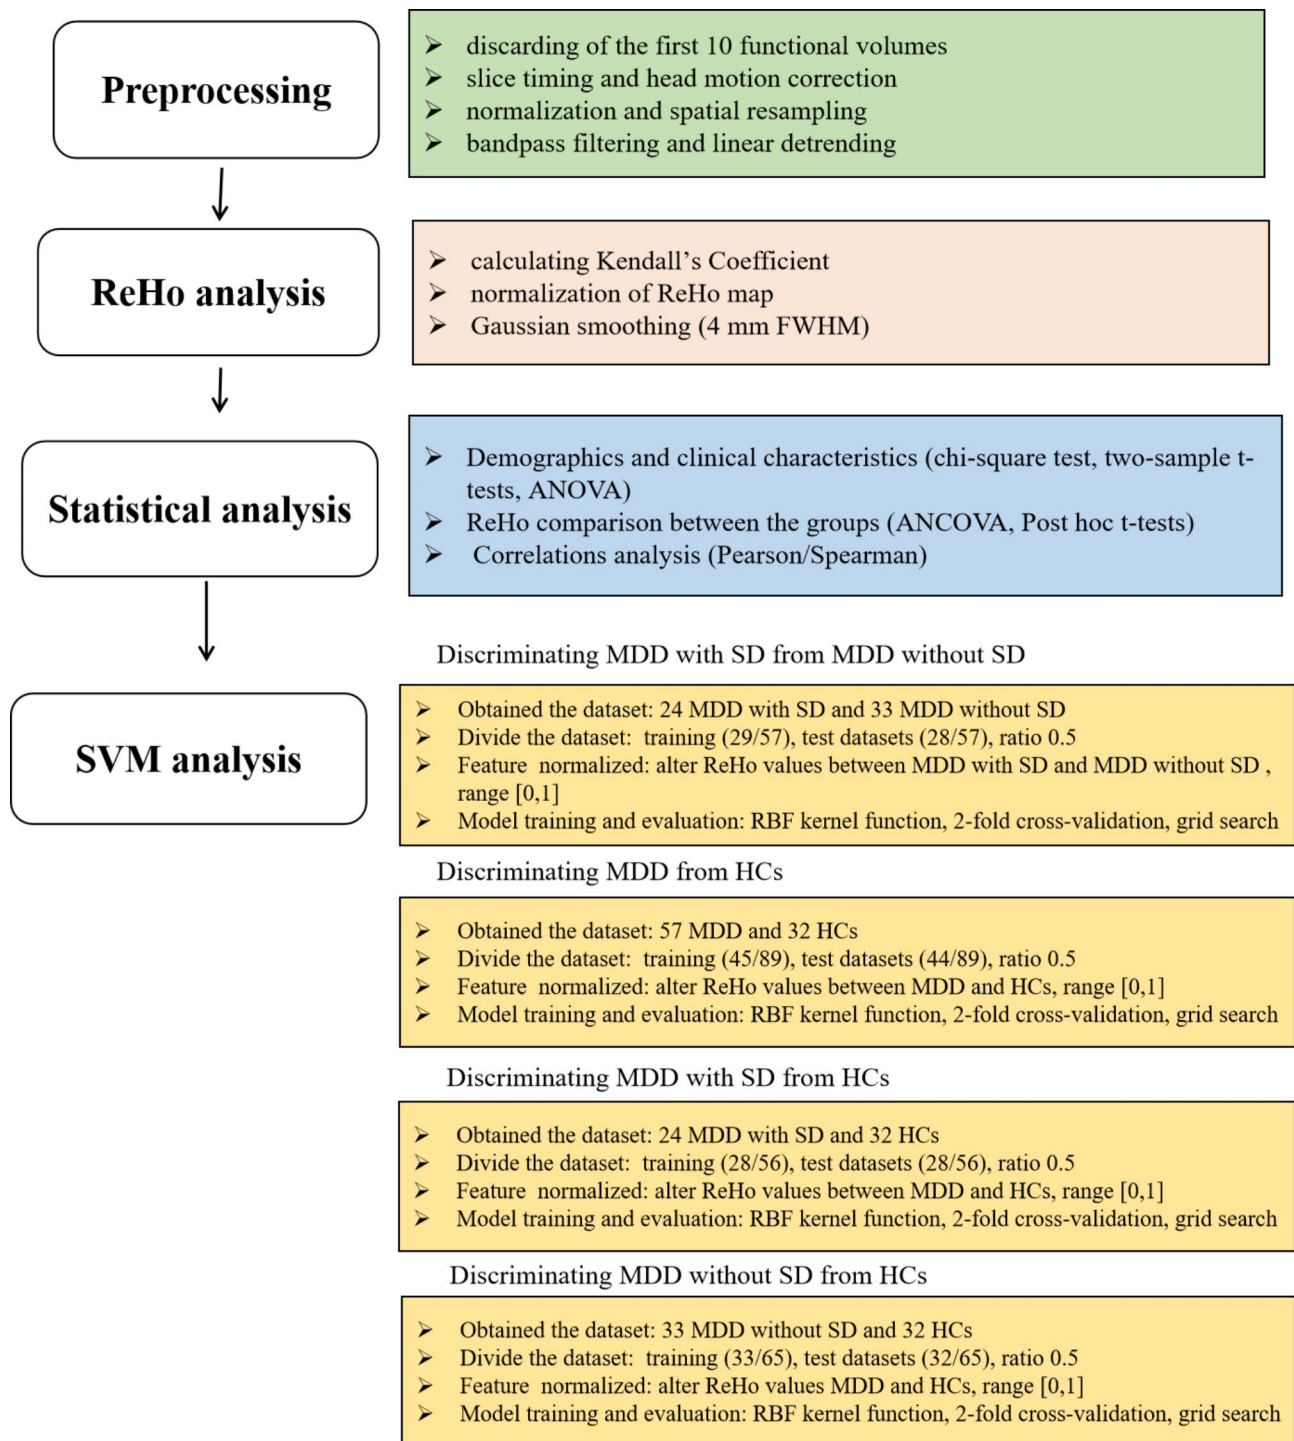 Preprocessing
➢ discarding of the first 10 functional volumes
➢ slice timing and head motion correction
➢ normalization and spatial resampling
➢ bandpass filtering and linear detrending
ReHo analysis
➢ calculating Kendall’s Coefficient
➢ normalization of ReHo map
➢ Gaussian smoothing (4 mm FWHM)
Statistical analysis
➢ Demographics and clinical characteristics (chi-square test, two-sample t-
tests, ANOVA)
➢ ReHo comparison between the groups (ANCOVA, Post hoc t-tests)
➢ Correlations analysis (Pearson/Spearman)
SVM analysis
Discriminating MDD with SD from MDD without SD
➢ Obtained the dataset: 24 MDD with SD and 33 MDD without SD
➢ Divide the dataset: training (29/57), test datasets (28/57), ratio 0.5
➢ Feature normalized: alter ReHo values between MDD with SD and MDD without SD ,
range [0,1]
➢ Model training and evaluation: RBF kernel function, 2-fold cross-validation, grid search
Discriminating MDD from HCs
➢ Obtained the dataset: 57 MDD and 32 HCs
➢ Divide the dataset: training (45/89), test datasets (44/89), ratio 0.5
➢ Feature normalized: alter ReHo values between MDD and HCs, range [0,1]
➢ Model training and evaluation: RBF kernel function, 2-fold cross-validation, grid search
Discriminating MDD with SD from HCs
➢ Obtained the dataset: 24 MDD with SD and 32 HCs
➢ Divide the dataset: training (28/56), test datasets (28/56), ratio 0.5
➢ Feature normalized: alter ReHo values between MDD and HCs, range [0,1]
➢ Model training and evaluation: RBF kernel function, 2-fold cross-validation, grid search
Discriminating MDD without SD from HCs
➢ Obtained the dataset: 33 MDD without SD and 32 HCs
➢ Divide the dataset: training (33/65), test datasets (32/65), ratio 0.5
➢ Feature normalized: alter ReHo values MDD and HCs, range [0,1]
➢ Model training and evaluation: RBF kernel function, 2-fold cross-validation, grid search